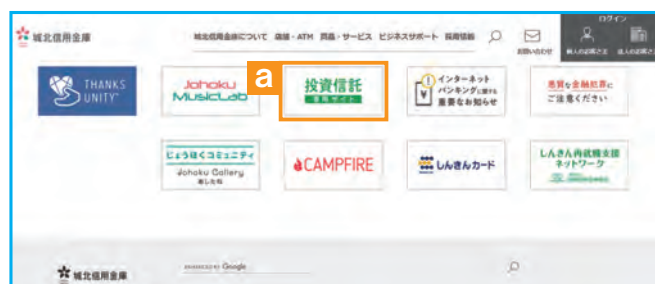 城北信用金庫
城北信用金庫について 店舗・ATM 商品・サービス ビジネスサポート 採用情報
お問い合わせ
ログイン
個人のお客さま 法人のお客さま
THANKS
UNITY
Johoku
MusicLab
a
投資信託
専用サイト
インターネット
バンキングに関する
重要なお知らせ
悪質な金融犯罪に
ご注意ください
じょうほくコミュニティ
Johoku Gallery
楽したね
CAMPFIRE
しんきんカード
しんきん再就職支援
ネットワーク
城北信用金庫
ENHANCED BY Google